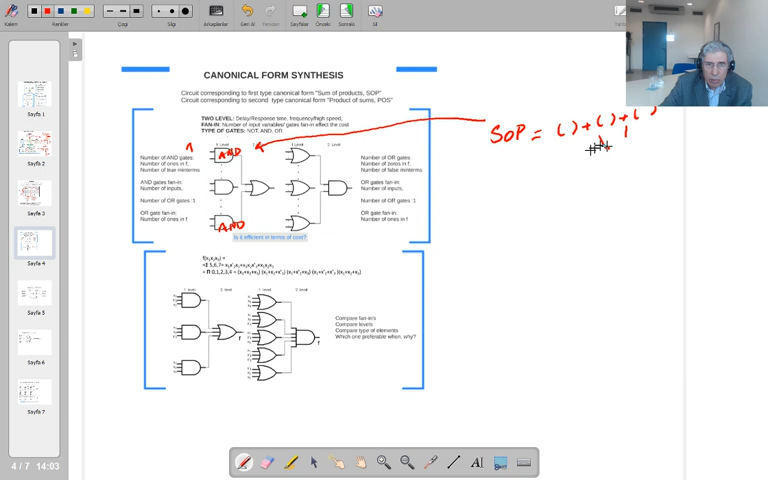 Kalem
Renkler
Çizgi
Silgi
Arkaplanlar
Geri Al
Yenilen
Sayfalar
Önceki
Sonraki
Sil
Sayfa 1
Sayfa 2
Sayfa 3
Sayfa 4
Sayfa 5
Sayfa 6
Sayfa 7
4 / 7 14:03
CANONICAL FORM SYNTHESIS
Circuit corresponding to first type canonical form "Sum of products, SOP"
Circuit corresponding to second type canonical form "Product of sums, POS"
TWO LEVEL: Delay/Response time, frequency/high speed,
FAN-IN: Number of input variables/ gates fan-in effect the cost
TYPE OF GATES: NOT, AND, OR
SOP = ( ) + ( ) + ( )
1
AND
AND
Number of AND gates:
Number of ones in f,
Number of true minterms
AND gates fan-in:
Number of inputs,
Number of OR gates :1
OR gate fan-in:
Number of ones in f
Number of OR gates:
Number of zeros in f,
Number of false minterms
OR gates fan-in:
Number of inputs,
Number of OR gates :1
OR gate fan-in:
Number of ones in f
Is it efficient in terms of cost?
Compare fan-in's
Compare levels
Compare type of elements
Which one preferable when, why?